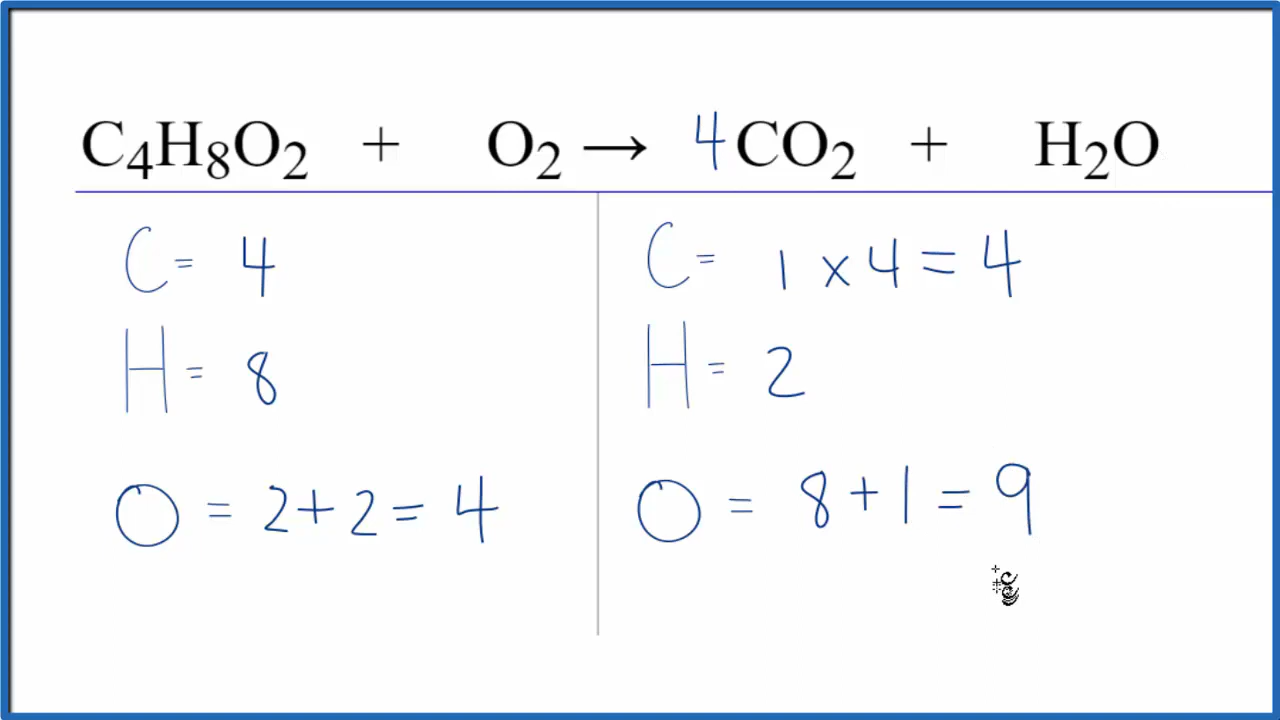 C₄H₈O₂ + O₂ → 4CO₂ + H₂O
C = 4
H = 8
O = 2 + 2 = 4
C = 1 x 4 = 4
H = 2
O = 8 + 1 = 9